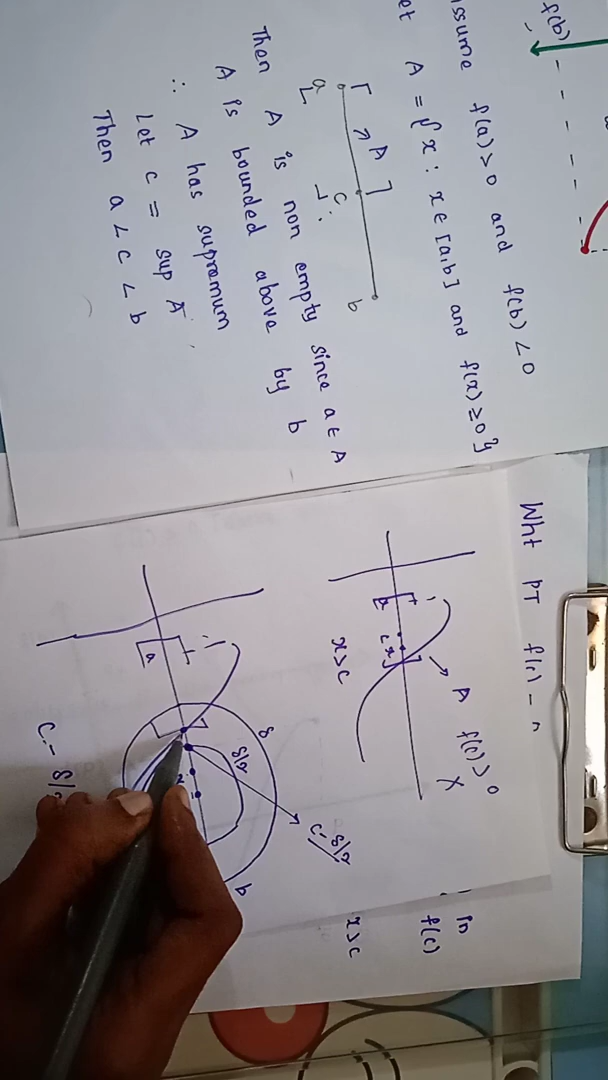 f(b)
Assume f(a)>0 and f(b)<0
let A = {x : x ∈ [a,b] and f(x)≥0}
A
a c b
Then A is non empty since a ∈ A
A is bounded above by b
∴ A has supremum
Let c = sup A
Then a < c < b
Wht PT
A f(c)>0
X
a c x
x>c
in
f(c)
x>c
δ
δ/2
a
b
c-δ/2